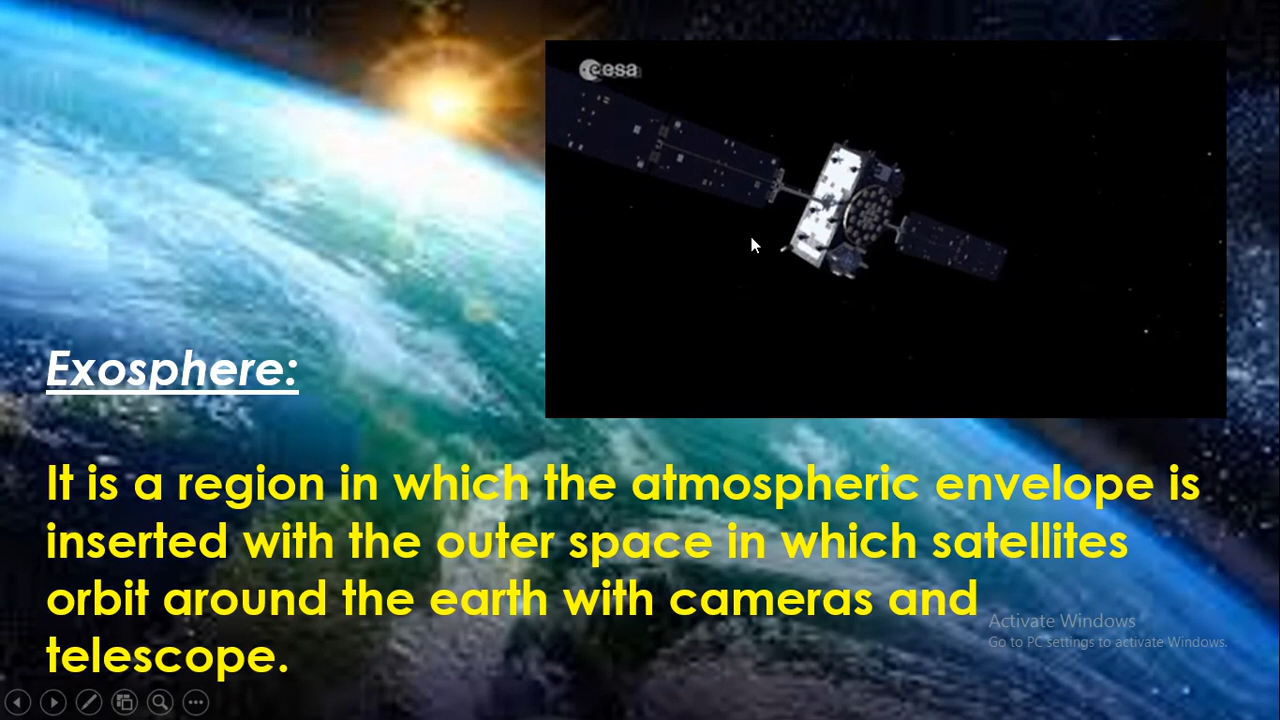 esa
Exosphere:
It is a region in which the atmospheric envelope is
inserted with the outer space in which satellites
orbit around the earth with cameras and
telescope.
Activate Windows
Go to PC settings to activate Windows.